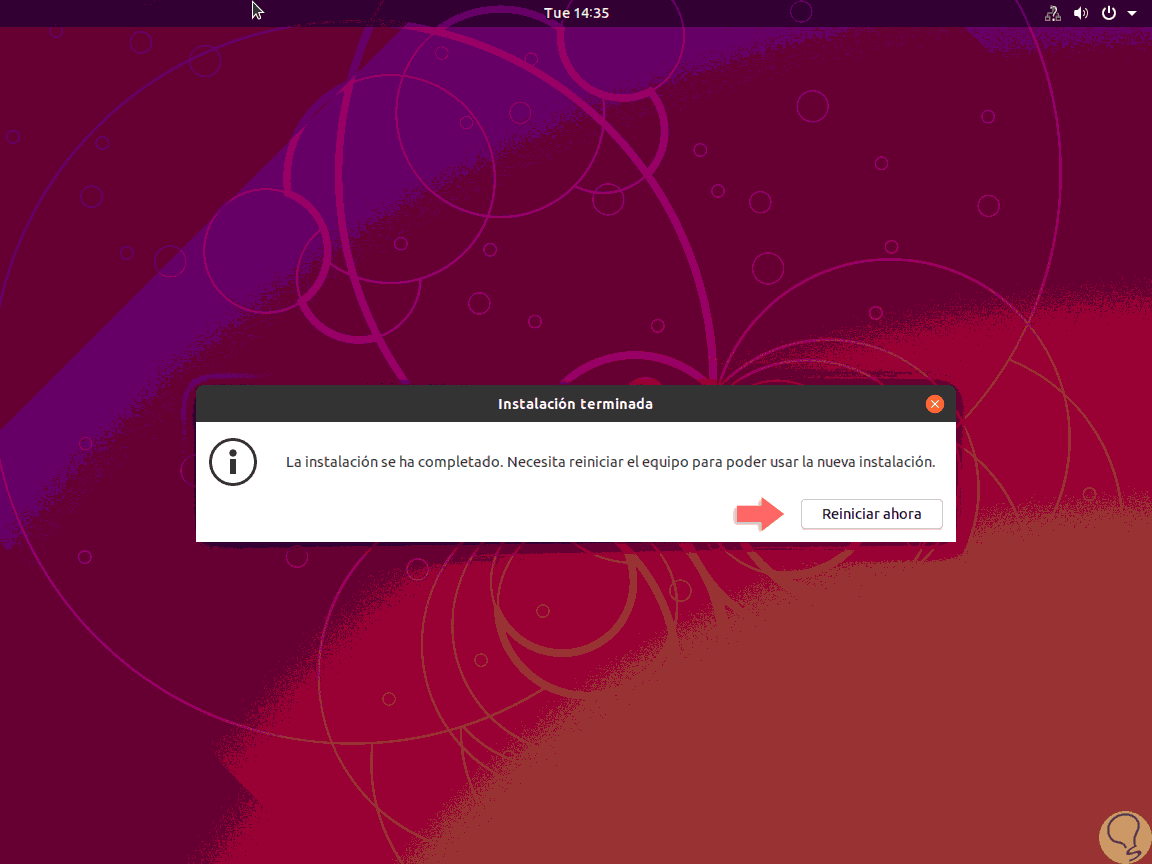 Tue 14:35
Instalación terminada
La instalación se ha completado. Necesita reiniciar el equipo para poder usar la nueva instalación.
Reiniciar ahora